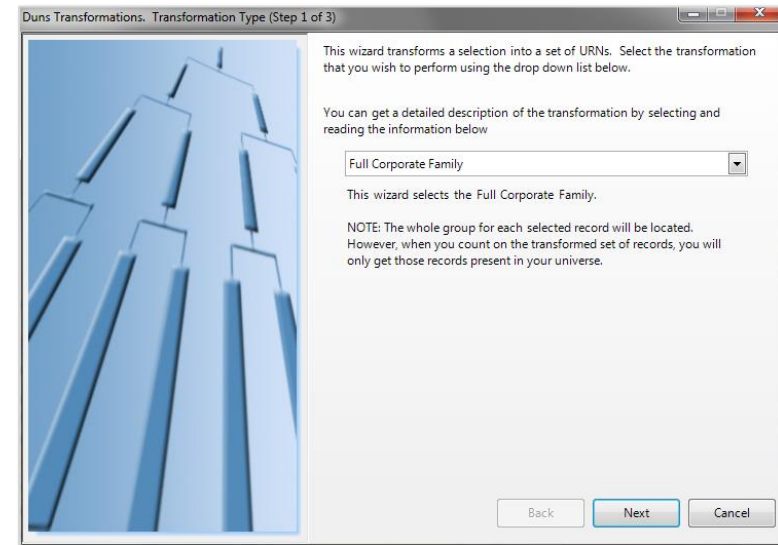 Duns Transformations. Transformation Type (Step 1 of 3)
This wizard transforms a selection into a set of URNs. Select the transformation
that you wish to perform using the drop down list below.
You can get a detailed description of the transformation by selecting and
reading the information below
Full Corporate Family
This wizard selects the Full Corporate Family.
NOTE: The whole group for each selected record will be located.
However, when you count on the transformed set of records, you will
only get those records present in your universe.
Back
Next
Cancel